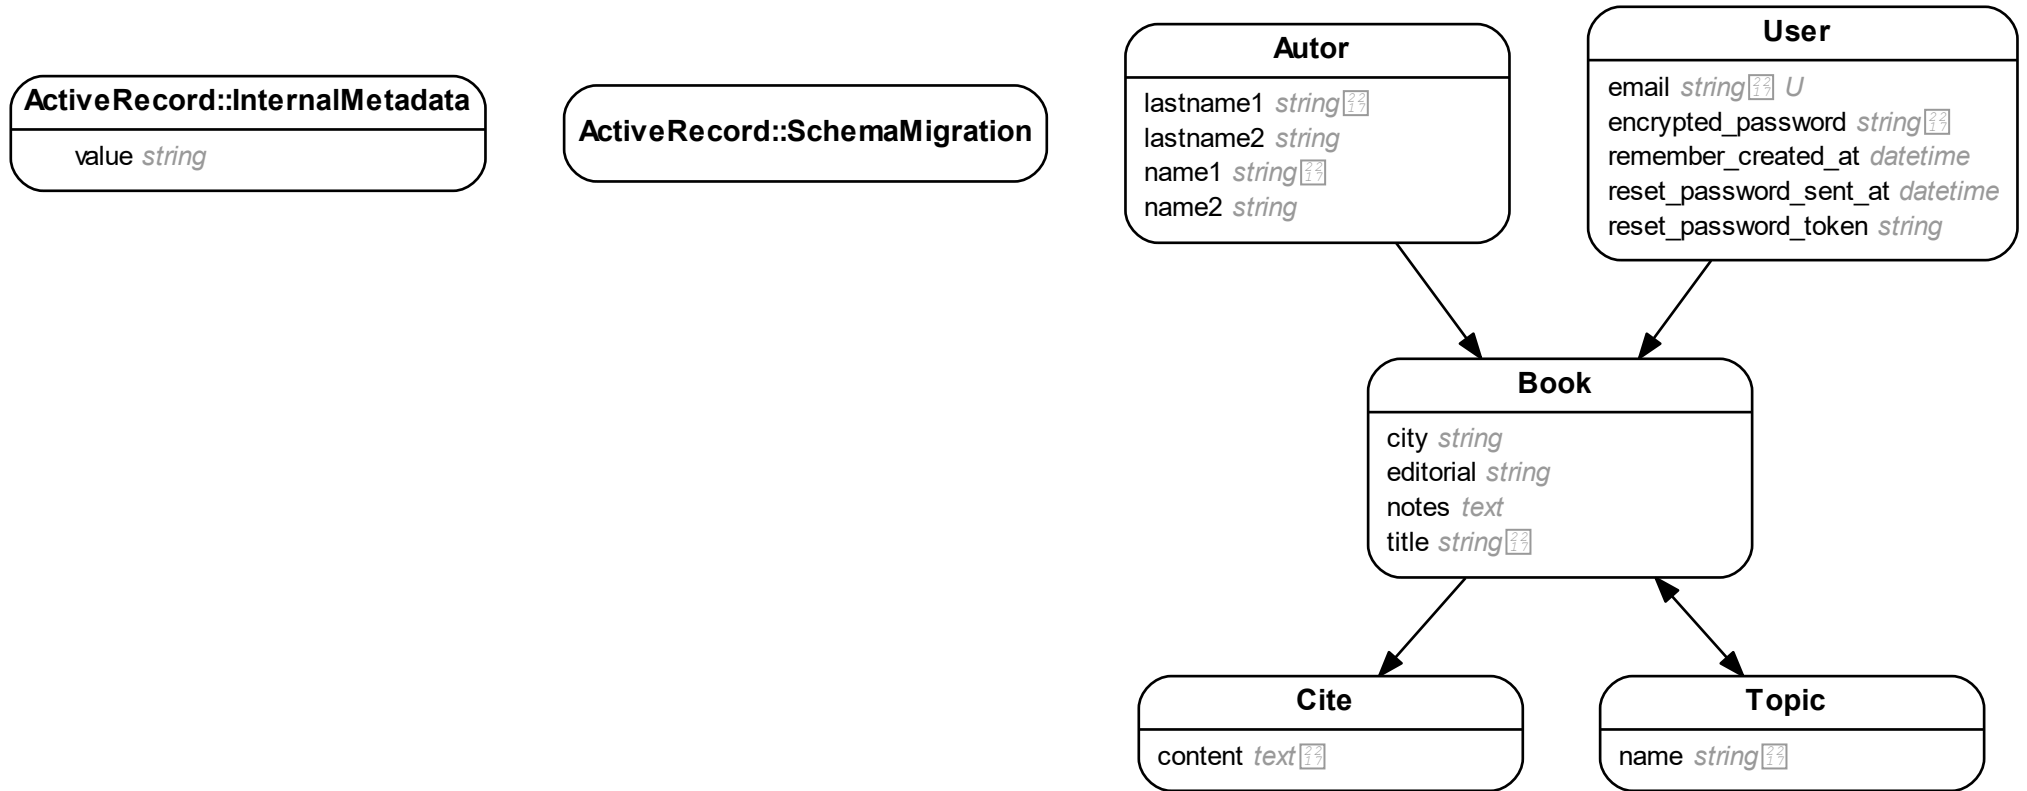 ActiveRecord::InternalMetadata
value string
ActiveRecord::SchemaMigration
Autor
lastname1 string∗
lastname2 string
name1 string∗
name2 string
User
email string∗ U
encrypted_password string∗
remember_created_at datetime
reset_password_sent_at datetime
reset_password_token string
Book
city string
editorial string
notes text
title string∗
Cite
content text∗
Topic
name string∗